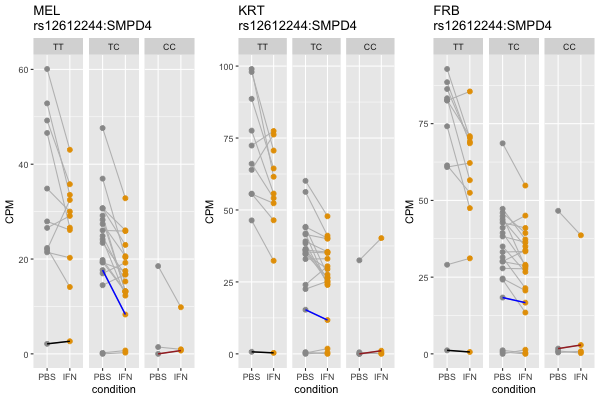 MEL
rs12612244:SMPD4
TT TC CC
60
40
20
0
CPM
PBS IFN PBS IFN PBS IFN
condition
KRT
rs12612244:SMPD4
TT TC CC
100
75
50
25
0
CPM
PBS IFN PBS IFN PBS IFN
condition
FRB
rs12612244:SMPD4
TT TC CC
75
50
25
0
CPM
PBS IFN PBS IFN PBS IFN
condition